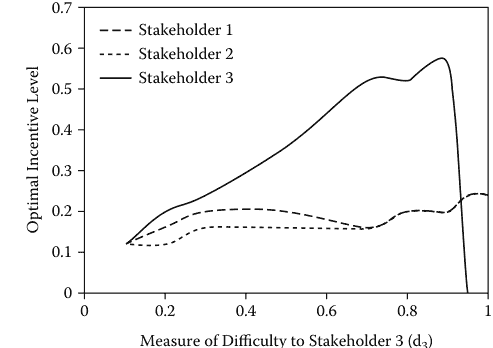 0.7
0.6
0.5
0.4
0.3
0.2
0.1
0
Optimal Incentive Level
Stakeholder 1
Stakeholder 2
Stakeholder 3
0 0.2 0.4 0.6 0.8 1
Measure of Difficulty to Stakeholder 3 (d₃)